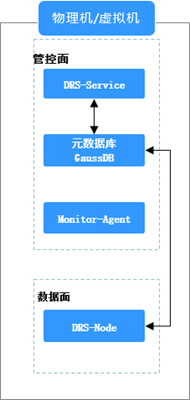 物理机/虚拟机
管控面
DRS-Service
元数据库
GaussDB
Monitor-Agent
数据面
DRS-Node